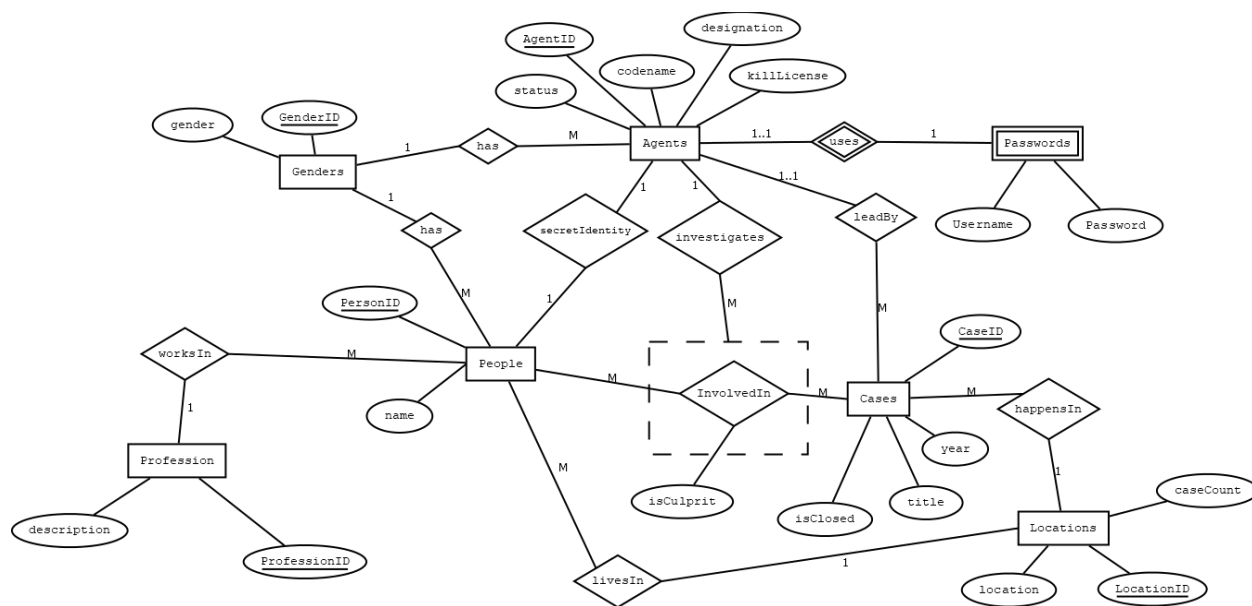 designation
AgentID
codename
killLicense
status
GenderID
gender
M
1..1
1
Agents
uses
Passwords
1
has
Genders
1
1
1..1
1
leadBy
Username
Password
has
secretIdentity
investigates
M
1
M
M
PersonID
CaseID
worksIn
M
People
M
InvolvedIn
M
Cases
M
happensIn
1
name
year
Profession
M
1
caseCount
isCulprit
title
isClosed
Locations
description
ProfessionID
livesIn
1
location
LocationID